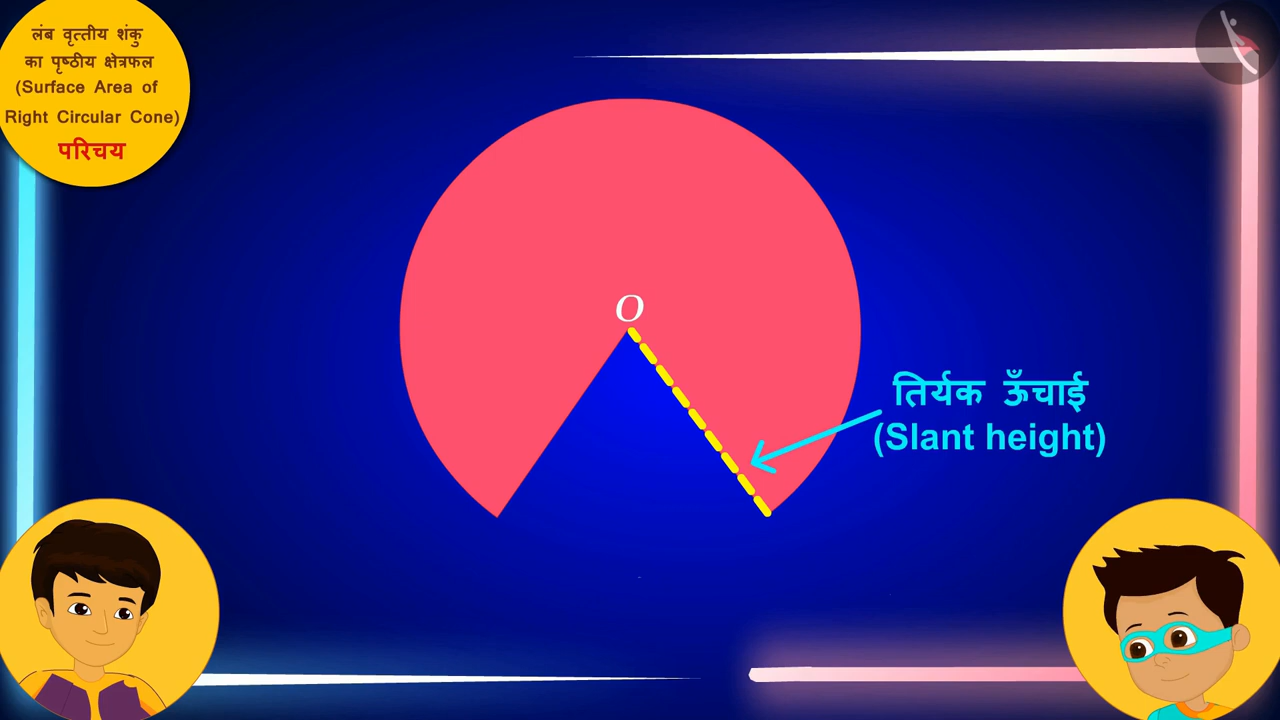 लंब वृत्तीय शंकु
का पृष्ठीय क्षेत्रफल
(Surface Area of
Right Circular Cone)
परिचय
O
तिर्यक ऊँचाई
(Slant height)